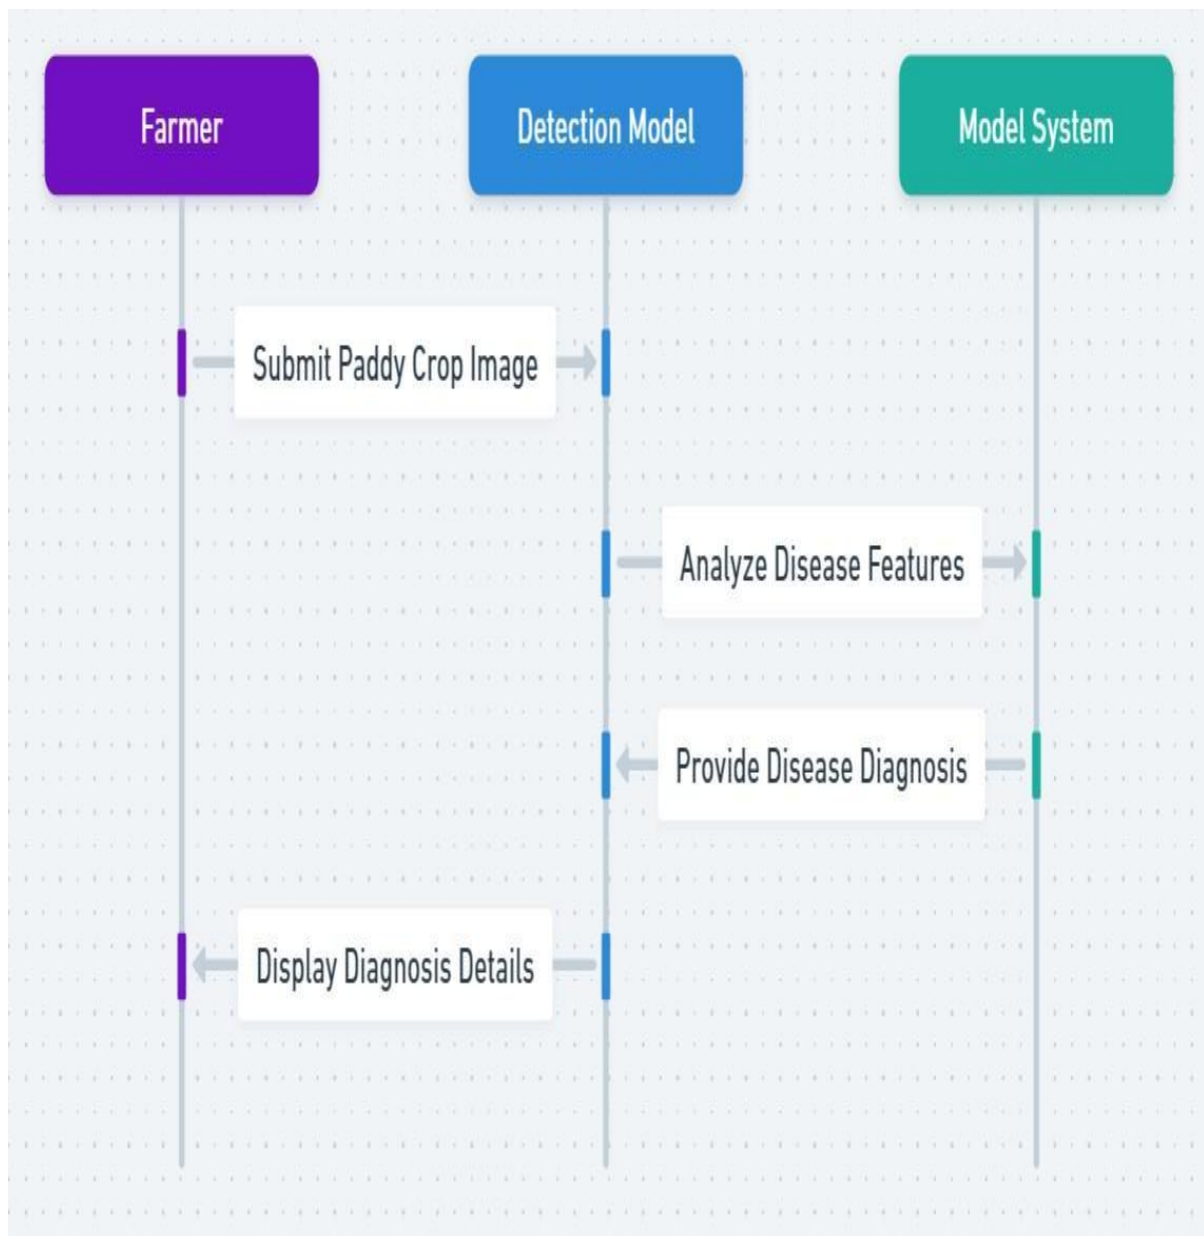 Farmer
Detection Model
Model System
Submit Paddy Crop Image
Analyze Disease Features
Provide Disease Diagnosis
Display Diagnosis Details